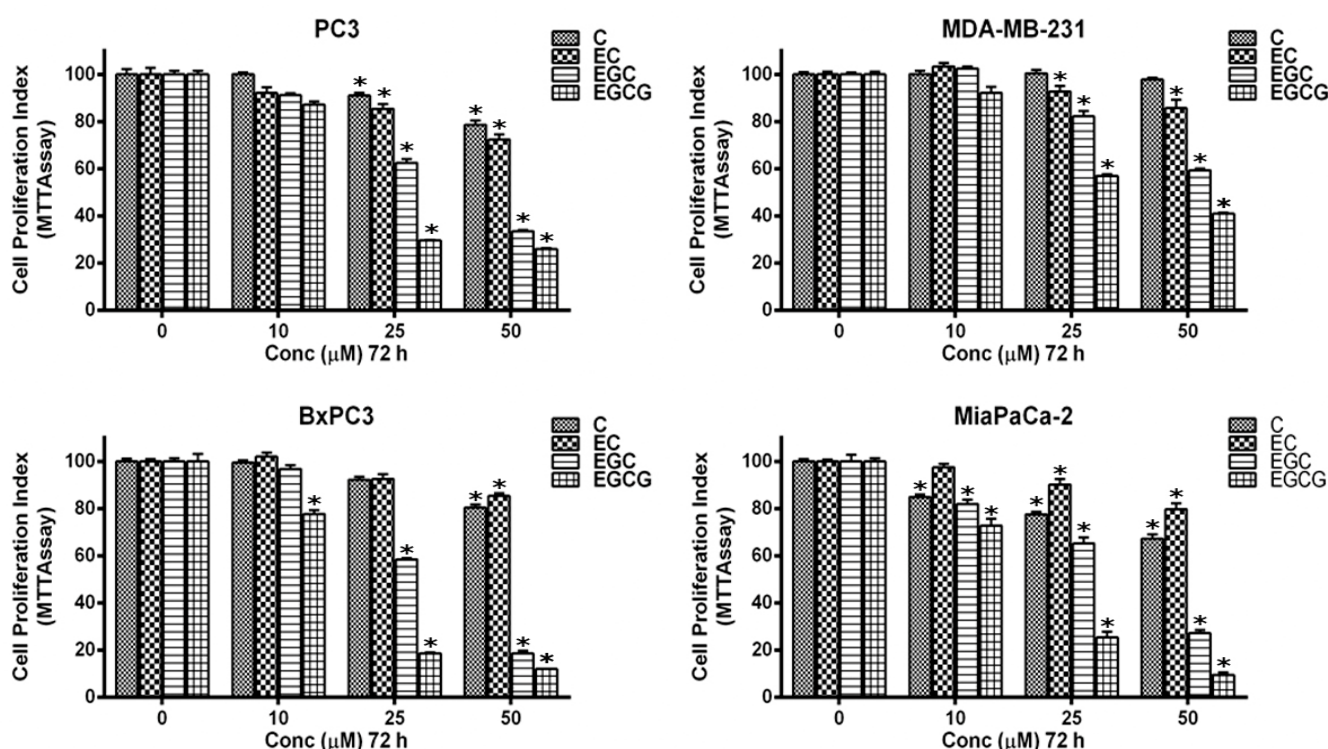 PC3
C
EC
EGC
EGCG
Cell Proliferation Index
(MTTAssay)
100
80
60
40
20
0
* * * * * * * *
0 10 25 50
Conc (μM) 72 h
MDA-MB-231
C
EC
EGC
EGCG
Cell Proliferation Index
(MTTAssay)
100
80
60
40
20
0
* * * * * *
0 10 25 50
Conc (μM) 72 h
BxPC3
C
EC
EGC
EGCG
Cell Proliferation Index
(MTTAssay)
100
80
60
40
20
0
* * * * * * *
0 10 25 50
Conc (μM) 72 h
MiaPaCa-2
C
EC
EGC
EGCG
Cell Proliferation Index
(MTTAssay)
100
80
60
40
20
0
* * * * * * * * * * *
0 10 25 50
Conc (μM) 72 h